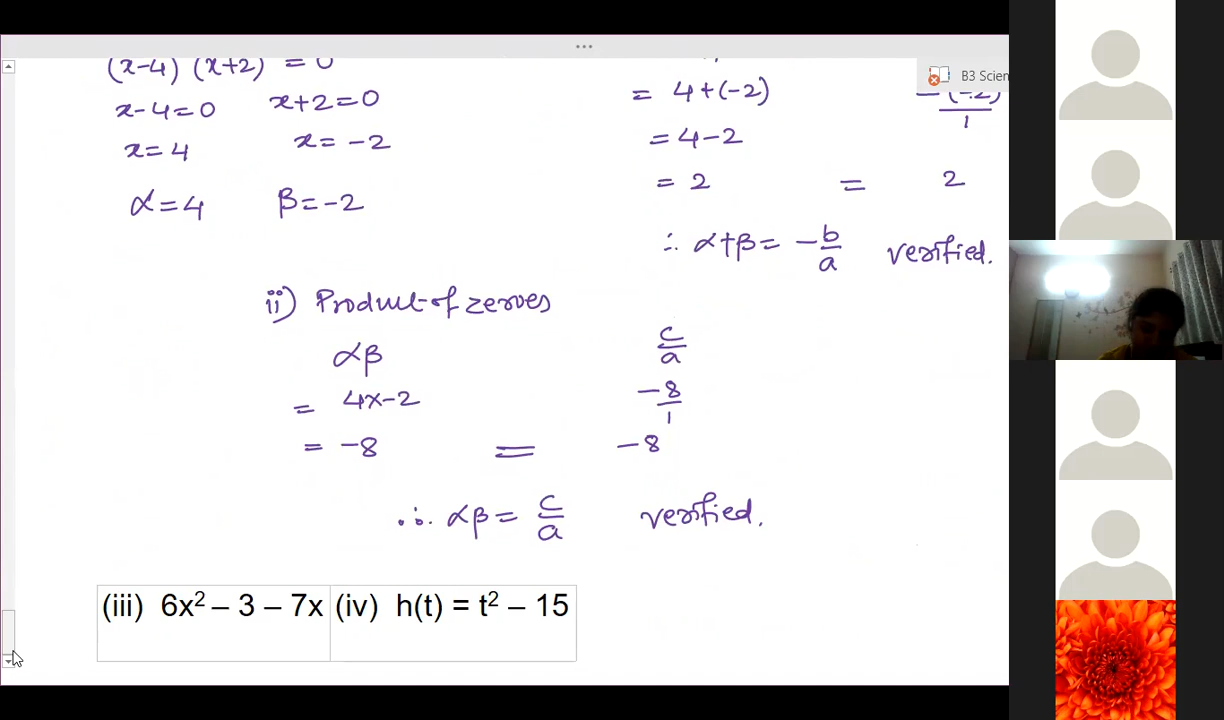 (x-4) (x+2) = 0
x-4=0 x+2=0
x=4 x= -2
α=4 β=-2
= 4+(-2)
= 4-2
= 2 = 2
-(-2)
1
B3 Scien
∴ α+β= -b/a verified.
ii) Product of zeroes
αβ c/a
= 4x-2 -8/1
= -8 = -8
∴ αβ = c/a verified.
(iii) 6x² – 3 – 7x (iv) h(t) = t² – 15